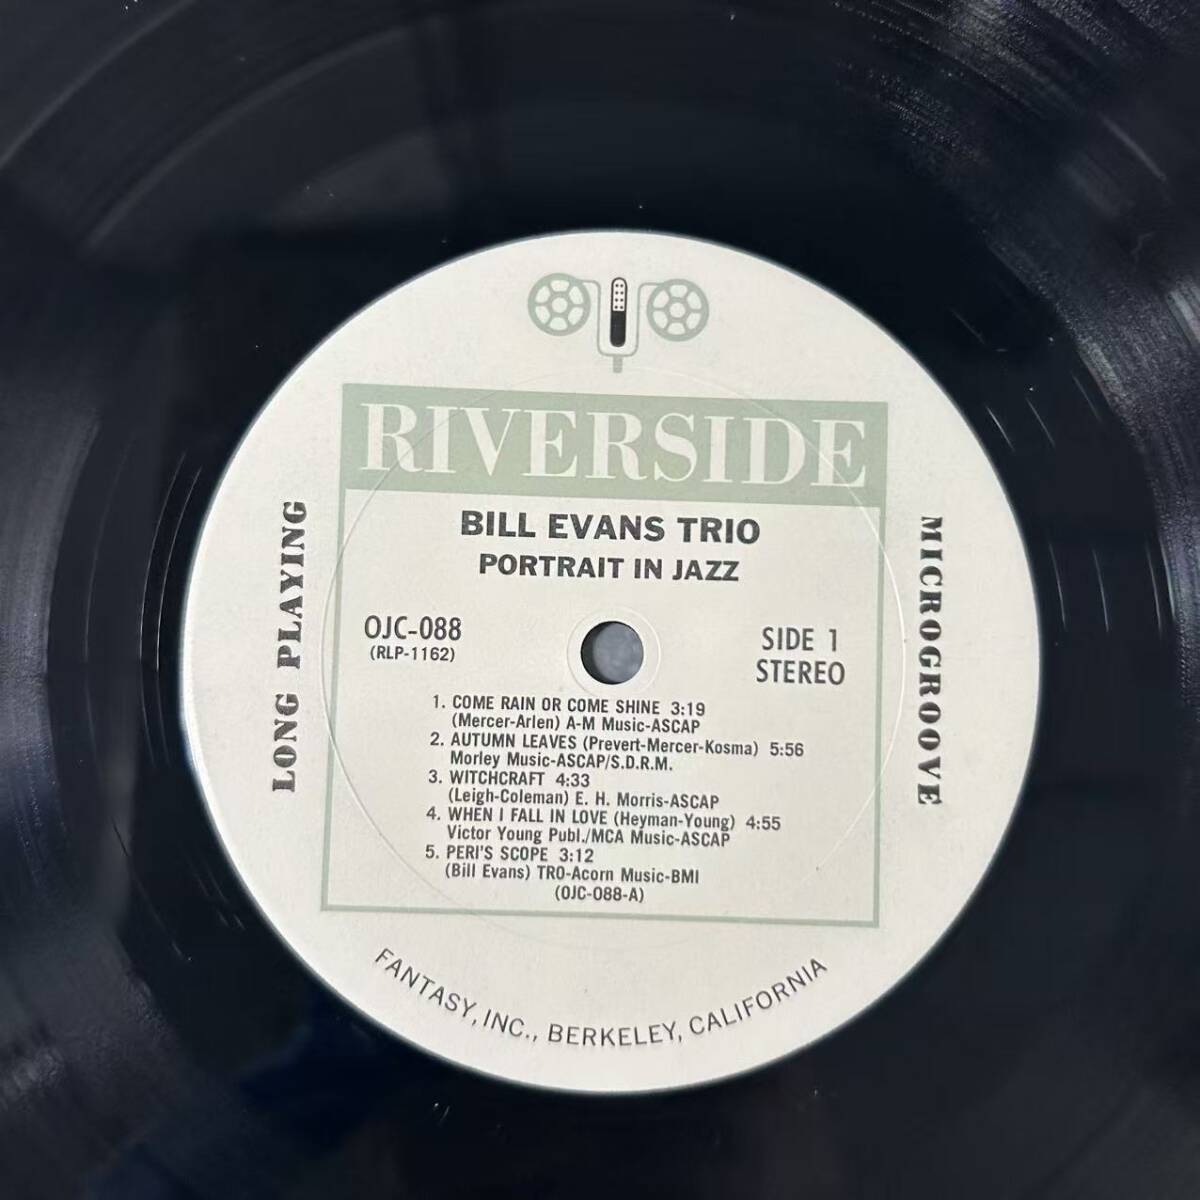 RIVERSIDE
BILL EVANS TRIO
PORTRAIT IN JAZZ
LONG PLAYING
MICROGROOVE
OJC-088
(RLP-1162)
SIDE 1
STEREO
1. COME RAIN OR COME SHINE 3:19
(Mercer-Arlen) A-M Music-ASCAP
2. AUTUMN LEAVES (Prevert-Mercer-Kosma) 5:56
Morley Music-ASCAP/S.D.R.M.
3. WITCHCRAFT 4:33
(Leigh-Coleman) E. H. Morris-ASCAP
4. WHEN I FALL IN LOVE (Heyman-Young) 4:55
Victor Young Publ./MCA Music-ASCAP
5. PERI'S SCOPE 3:12
(Bill Evans) TRO-Acorn Music-BMI
(OJC-088-A)
FANTASY, INC., BERKELEY, CALIFORNIA